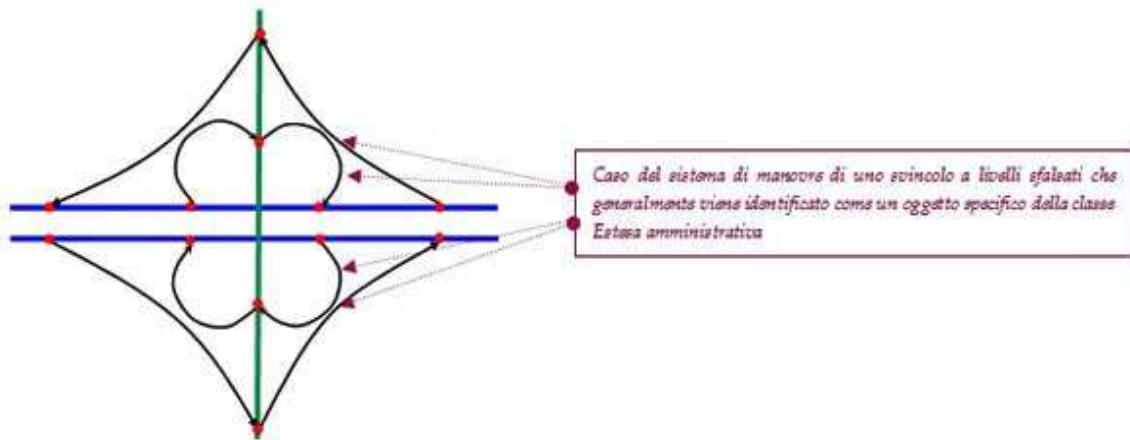 Caso del sistema di manovre di uno svincolo a livelli sfalsati che
generalmente viene identificato come un oggetto specifico della classe
Estesa amministrativa